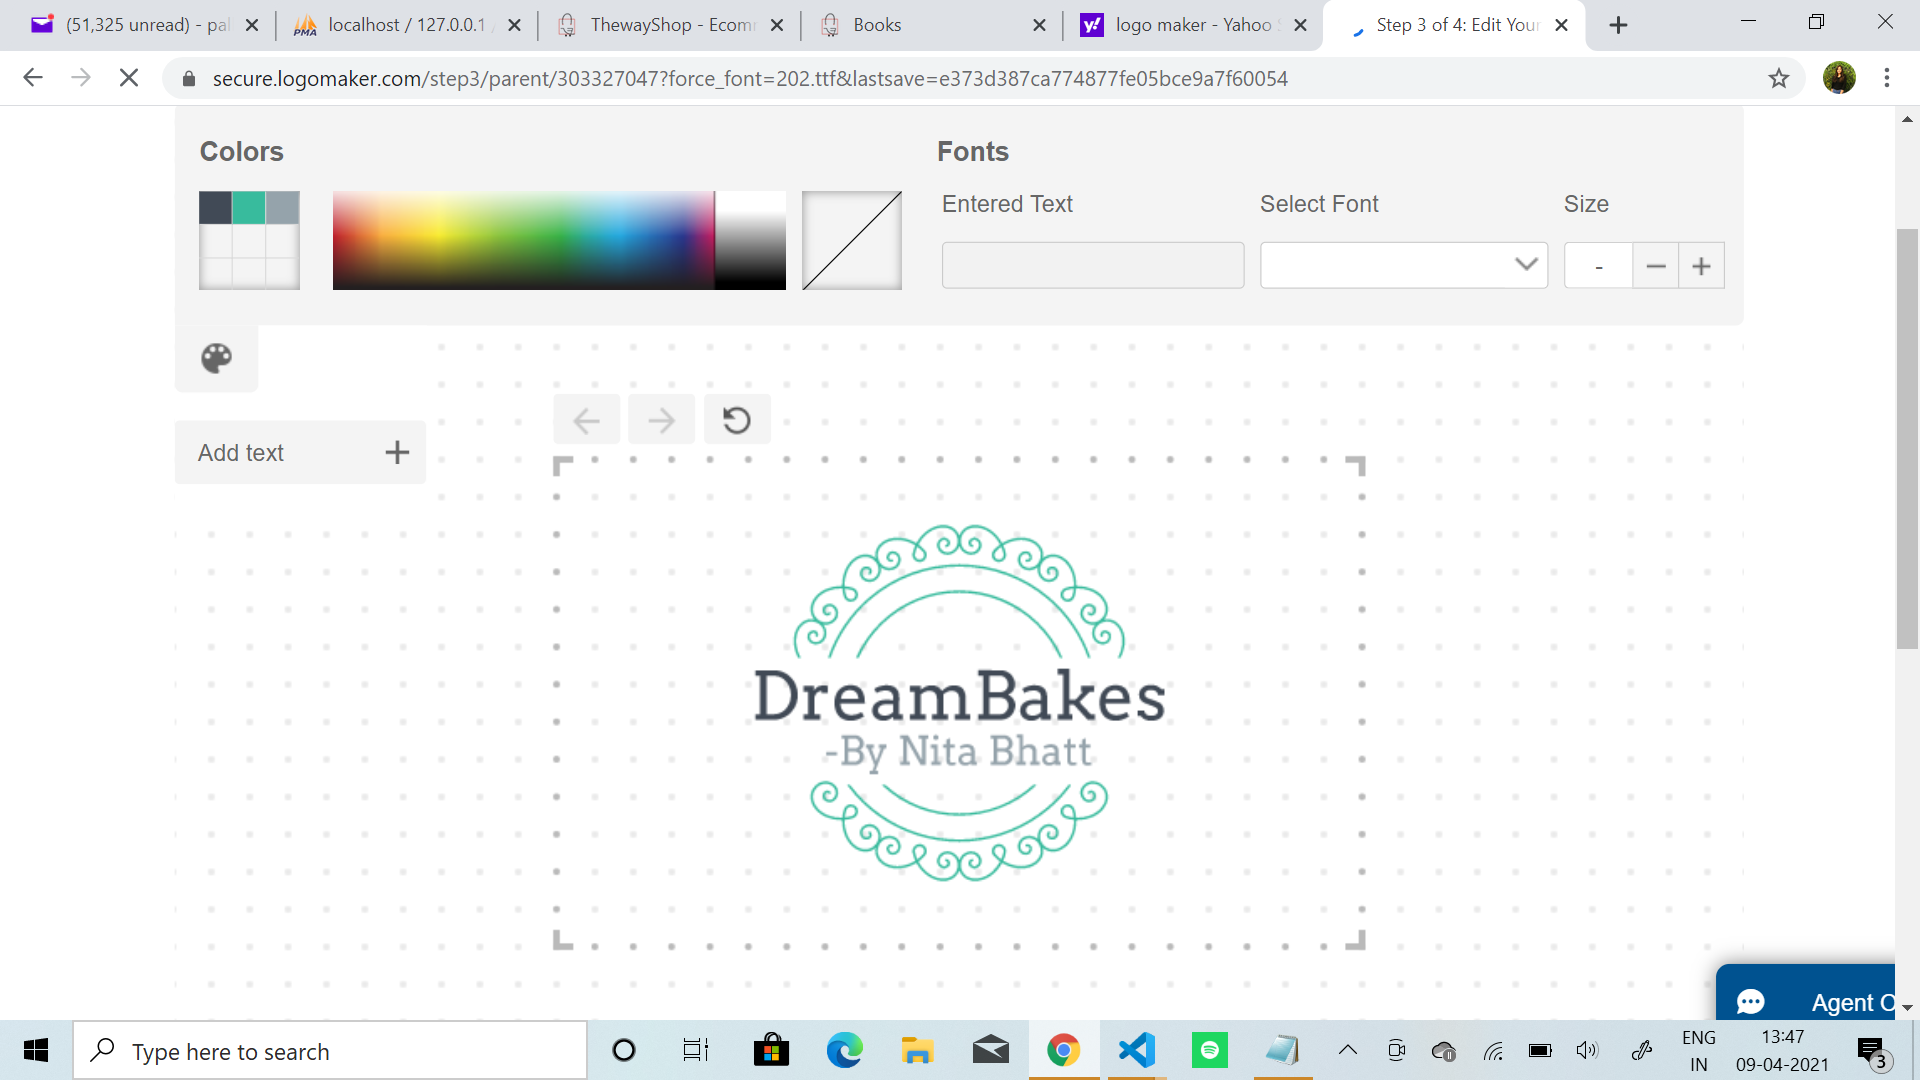 (51,325 unread) - pal
localhost / 127.0.0.1
ThewayShop - Ecom
Books
logo maker - Yahoo
Step 3 of 4: Edit Your
secure.logomaker.com/step3/parent/303327047?force_font=202.ttf&lastsave=e373d387ca774877fe05bce9a7f60054
Colors
Fonts
Entered Text
Select Font
Size
-
Add text
DreamBakes
-By Nita Bhatt
Agent
Type here to search
ENG
IN
13:47
09-04-2021
3